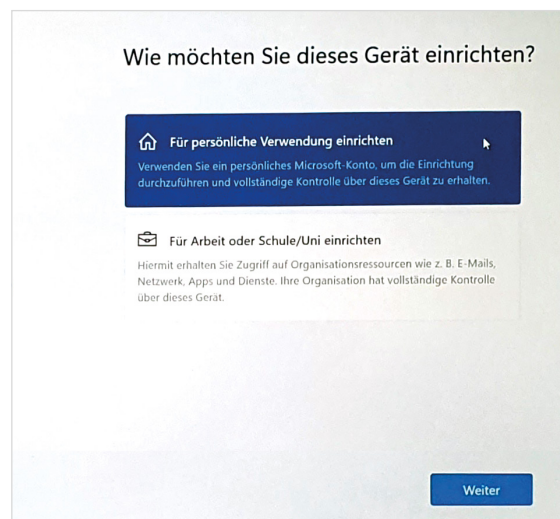 Wie möchten Sie dieses Gerät einrichten?
Für persönliche Verwendung einrichten
Verwenden Sie ein persönliches Microsoft-Konto, um die Einrichtung
durchzuführen und vollständige Kontrolle über dieses Gerät zu erhalten.
Für Arbeit oder Schule/Uni einrichten
Hiermit erhalten Sie Zugriff auf Organisationsressourcen wie z. B. E-Mails,
Netzwerk, Apps und Dienste. Ihre Organisation hat vollständige Kontrolle
über dieses Gerät.
Weiter